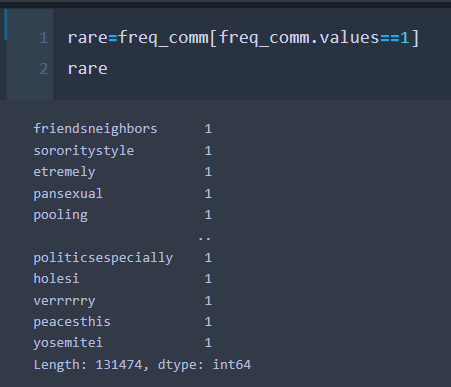 1 rare=freq_comm[freq_comm.values==1]
2 rare
friendsneighbors 1
sororitystyle 1
etremely 1
pansexual 1
pooling 1
..
politicsespecially 1
holesi 1
verrrrry 1
peacesthis 1
yosemitei 1
Length: 131474, dtype: int64